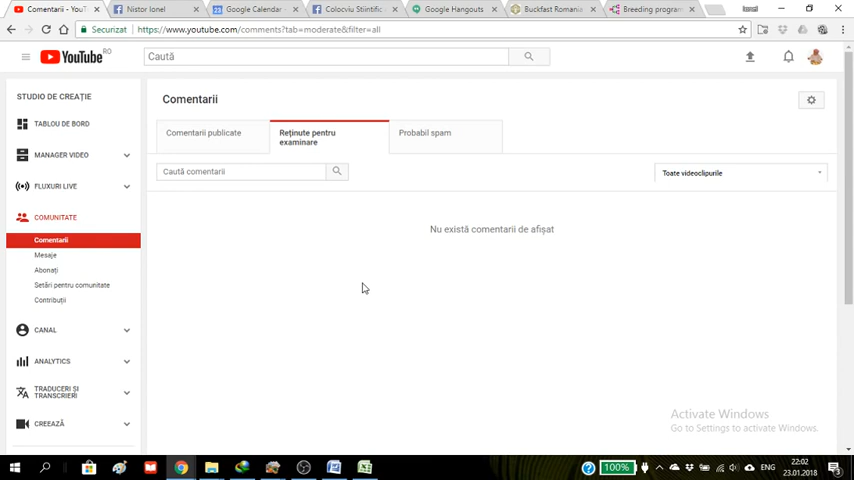 Comentarii - YouT
Nistor Ionel
Google Calendar -
Colocviu Stiintific
Google Hangouts
Buckfast Romania
Breeding program
Ionel
Securizat
https://www.youtube.com/comments?tab=moderate&filter=all
YouTube RO
Caută
STUDIO DE CREAȚIE
TABLOU DE BORD
MANAGER VIDEO
FLUXURI LIVE
COMUNITATE
Comentarii
Mesaje
Abonați
Setări pentru comunitate
Contribuții
CANAL
ANALYTICS
TRADUCERI ȘI
TRANSCRIERI
CREEAZĂ
Comentarii
Comentarii publicate
Reținute pentru
examinare
Probabil spam
Caută comentarii
Toate videoclipurile
Nu există comentarii de afișat
Activate Windows
Go to Settings to activate Windows.
100%
ENG
22:02
23.01.2018
3